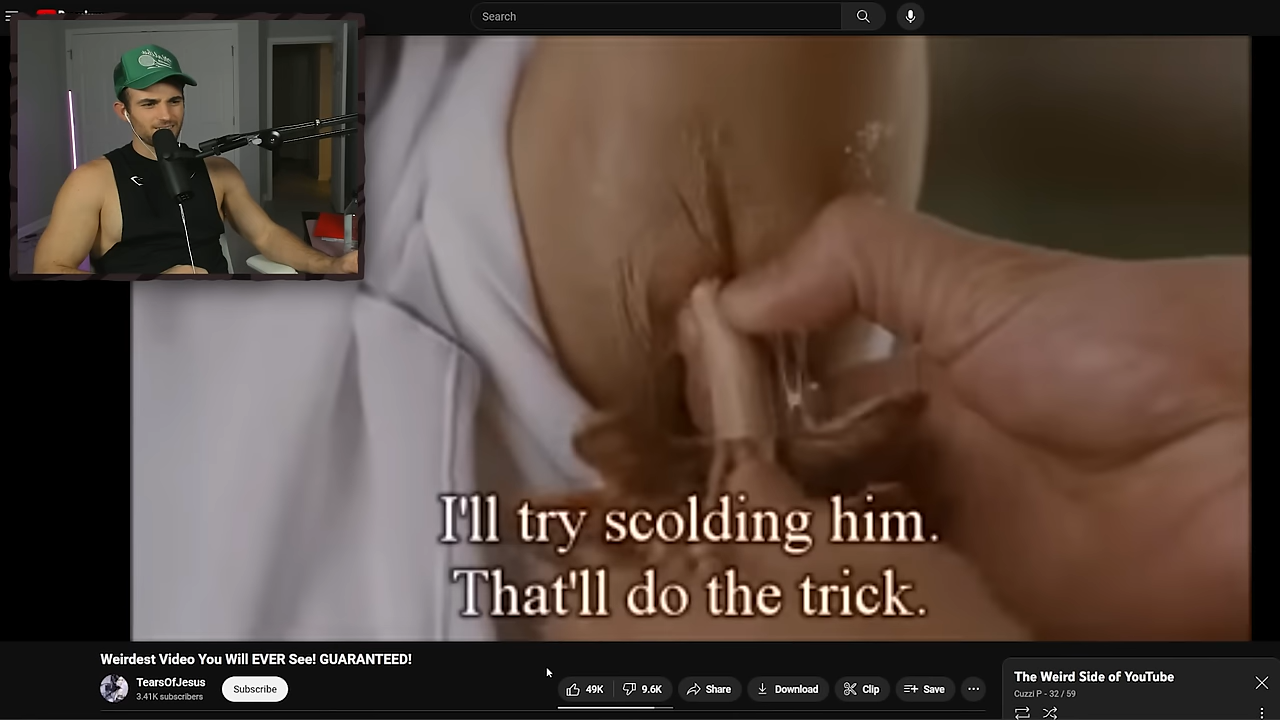 Search
I'll try scolding him.
That'll do the trick.
Weirdest Video You Will EVER See! GUARANTEED!
TearsOfJesus
3.41K subscribers
Subscribe
49K
9.6K
Share
Download
Clip
Save
The Weird Side of YouTube
Cuzzi P - 32 / 59